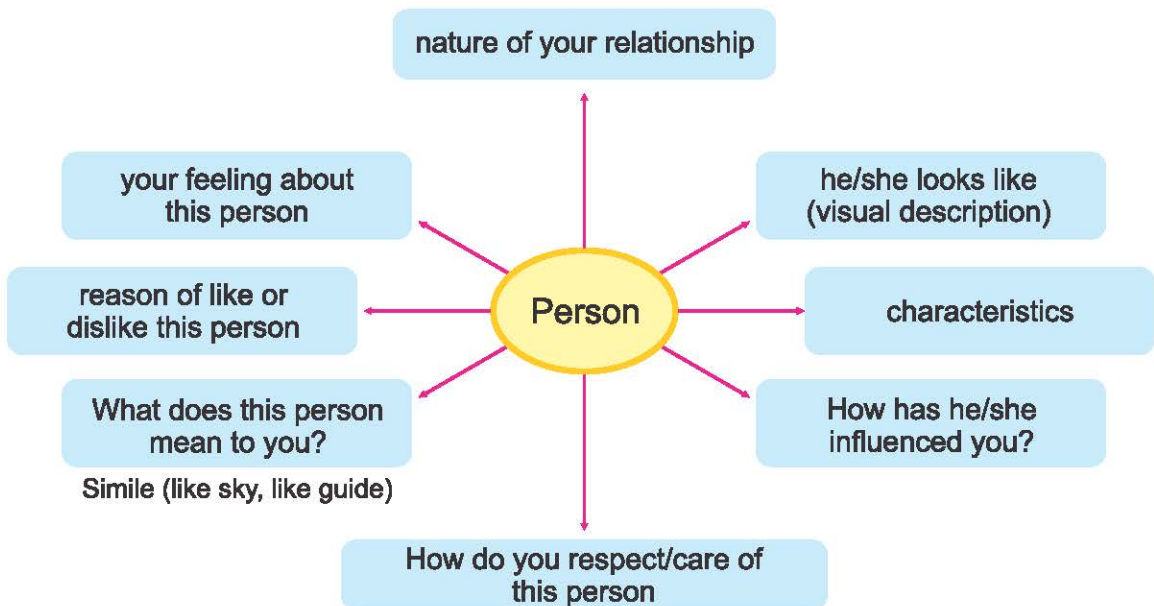 nature of your relationship
your feeling about
this person
he/she looks like
(visual description)
reason of like or
dislike this person
Person
characteristics
What does this person
mean to you?
Simile (like sky, like guide)
How has he/she
influenced you?
How do you respect/care of
this person